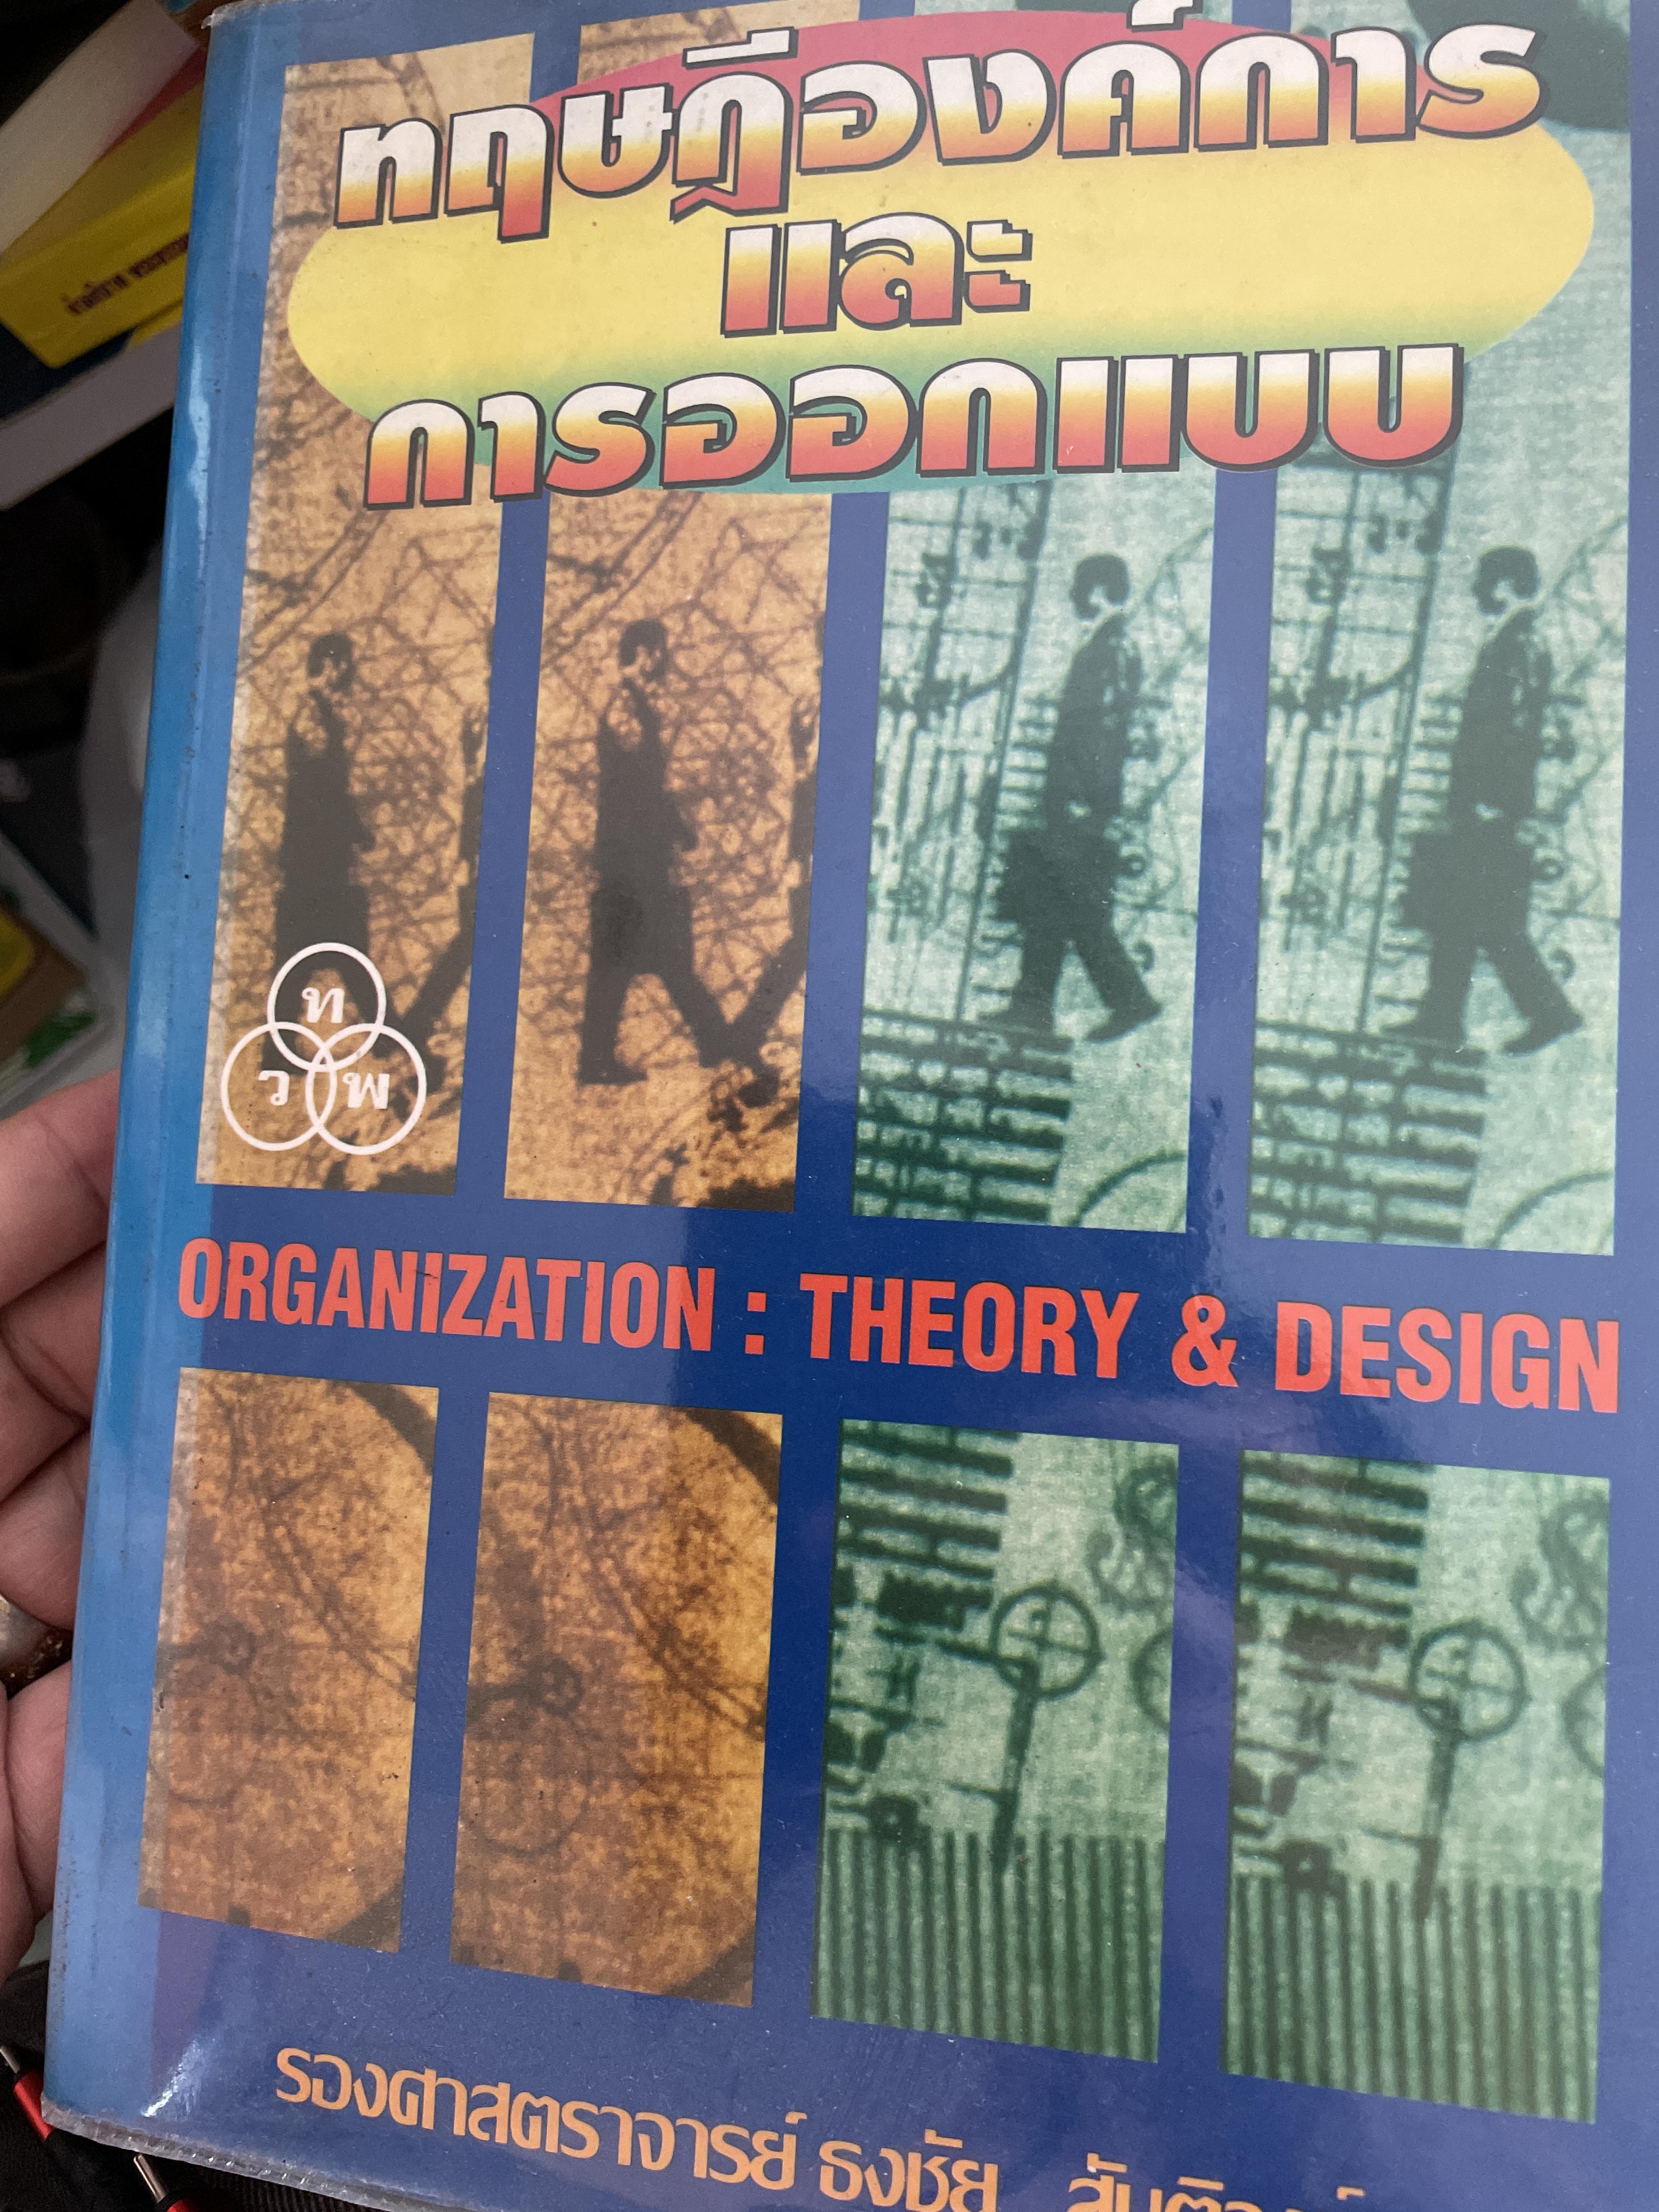 ทฤษฎีองค์การ
และ
การออกแบบ
ท
ว พ
ORGANIZATION : THEORY & DESIGN
รองศาสตราจารย์ ธงชัย